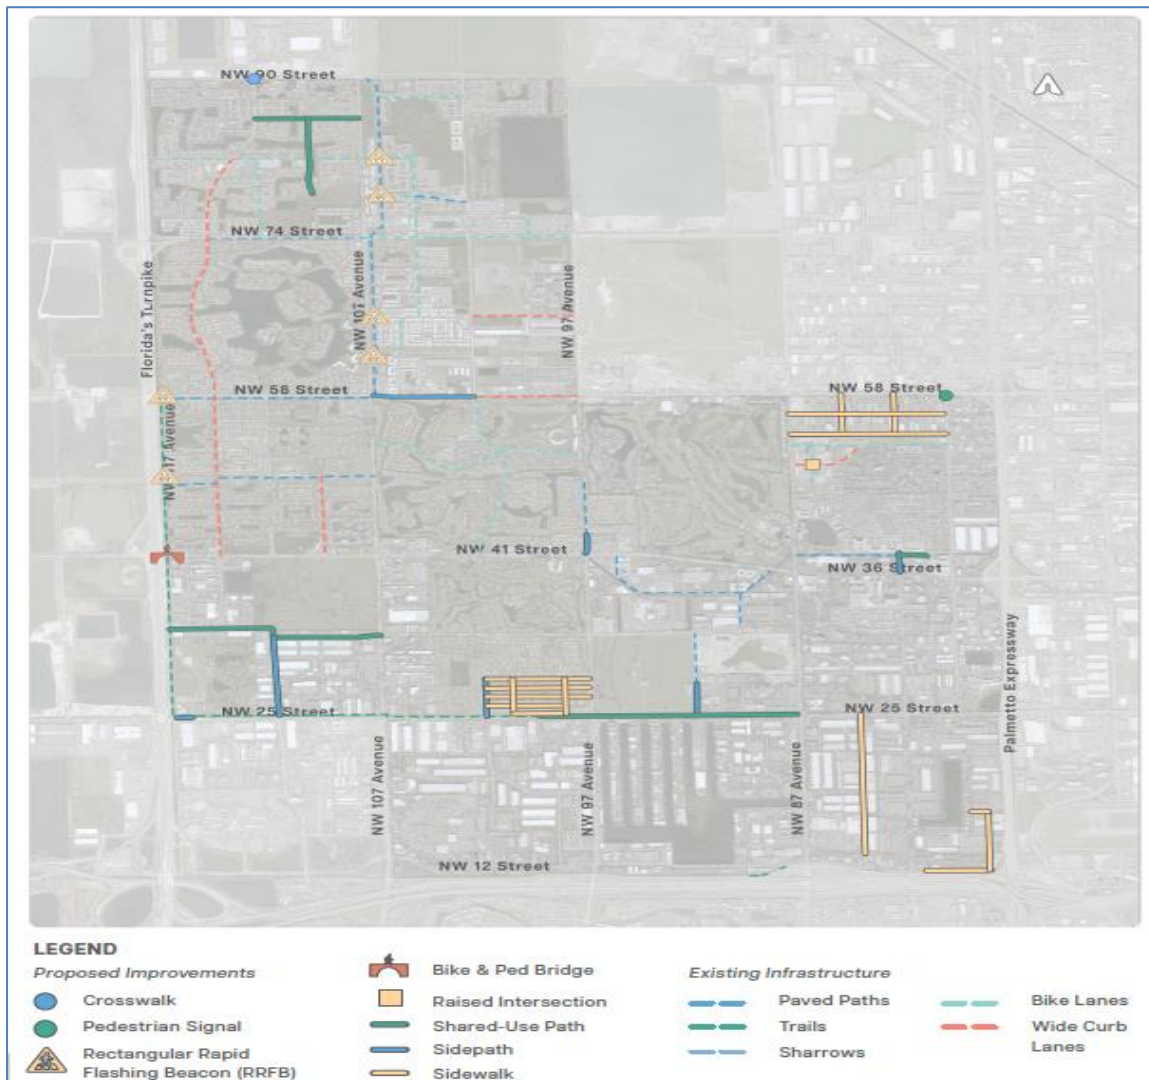 NW 90 Street
NW 74 Street
Florida's Turnpike
NW 107 Avenue
NW 97 Avenue
NW 58 Street
NW 58 Street
NW 117 Avenue
NW 41 Street
NW 36 Street
NW 25 Street
NW 25 Street
Palmetto Expressway
NW 107 Avenue
NW 97 Avenue
NW 87 Avenue
NW 12 Street
LEGEND
Proposed Improvements
Crosswalk
Pedestrian Signal
Rectangular Rapid
Flashing Beacon (RRFB)
Bike & Ped Bridge
Raised Intersection
Shared-Use Path
Sidepath
Sidewalk
Existing Infrastructure
Paved Paths
Trails
Sharrows
Bike Lanes
Wide Curb
Lanes